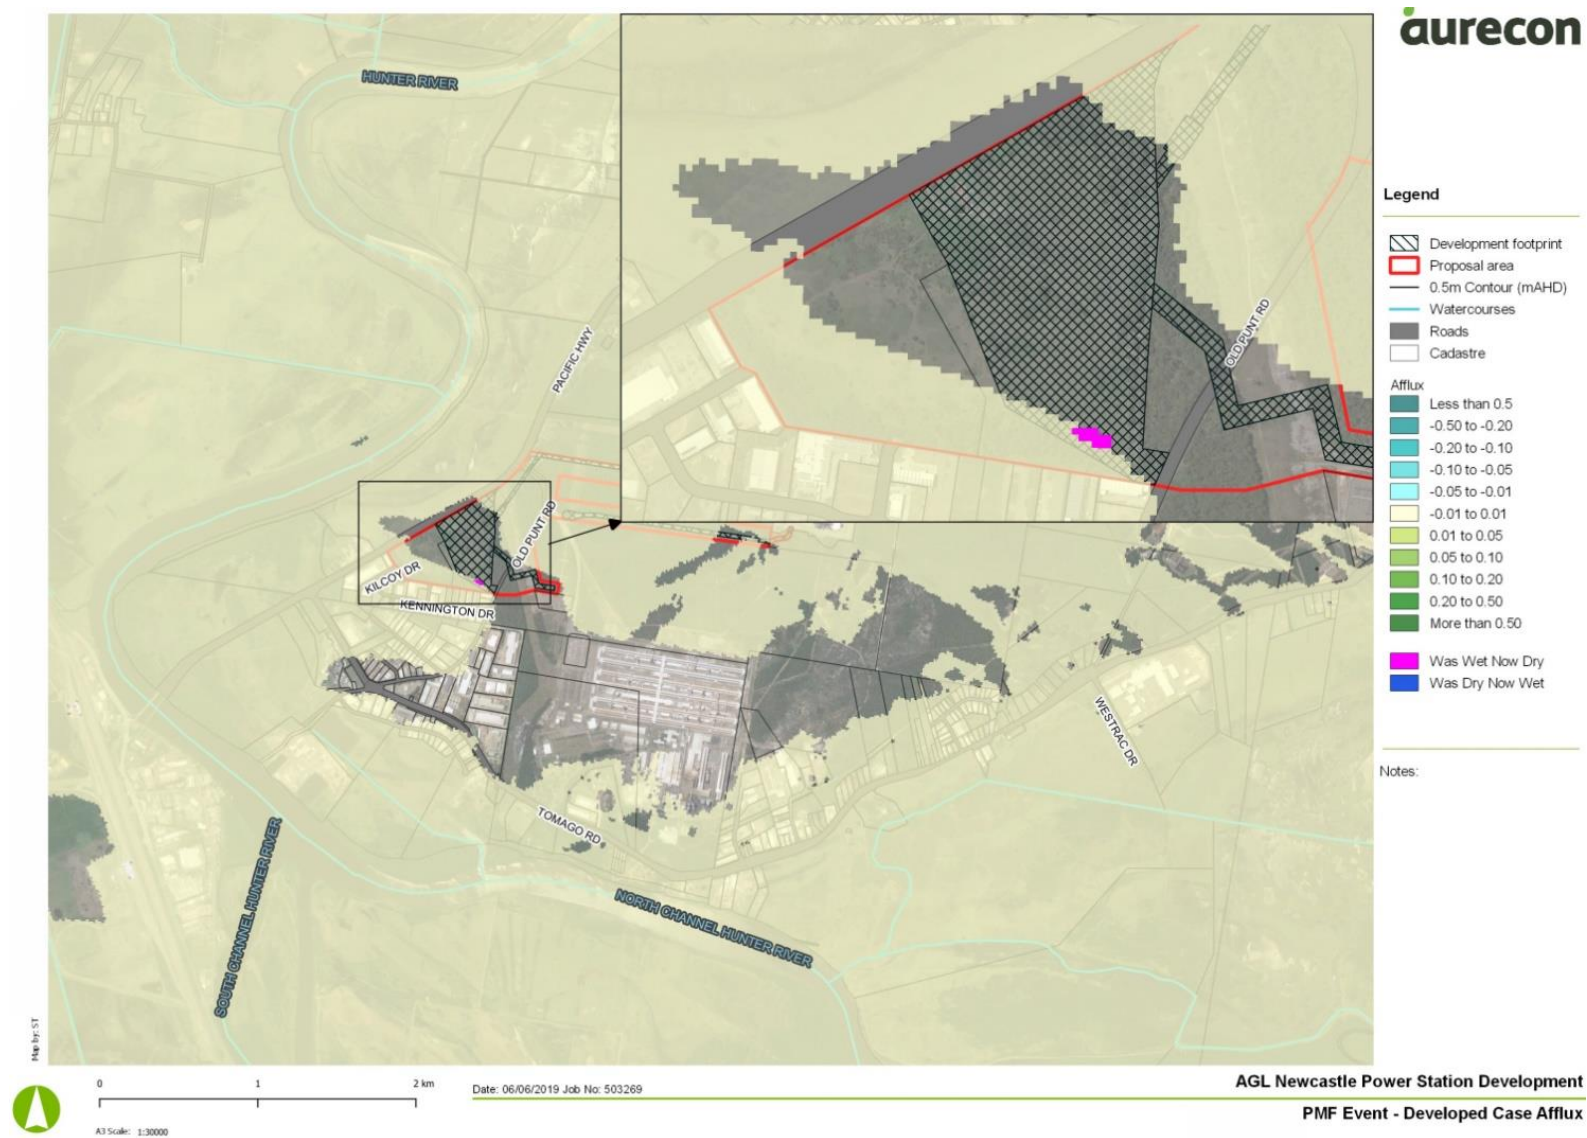 aurecon
HUNTER RIVER
PACIFIC HWY
OLD PUNT RD
OLD PUNT RD
KILCOY DR
KENNINGTON DR
WESTRAC DR
TOMAGO RD
NORTH CHANNEL HUNTER RIVER
SOUTH CHANNEL HUNTER RIVER
Legend
Development footprint
Proposal area
0.5m Contour (mAHD)
Watercourses
Roads
Cadastre
Afflux
Less than 0.5
-0.50 to -0.20
-0.20 to -0.10
-0.10 to -0.05
-0.05 to -0.01
-0.01 to 0.01
0.01 to 0.05
0.05 to 0.10
0.10 to 0.20
0.20 to 0.50
More than 0.50
Was Wet Now Dry
Was Dry Now Wet
Notes:
Map by: ST
0 1 2 km
A3 Scale: 1:30000
Date: 06/06/2019 Job No: 503269
AGL Newcastle Power Station Development
PMF Event - Developed Case Afflux